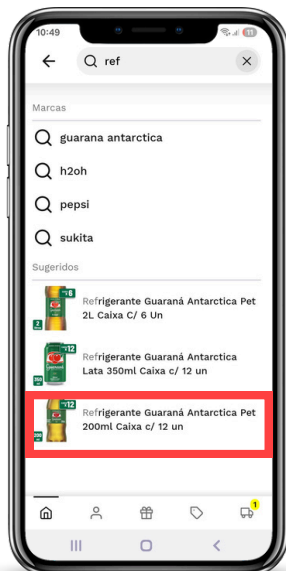 10:49
ref
Marcas
guarana antarctica
h2oh
pepsi
sukita
Sugeridos
Refrigerante Guaraná Antarctica Pet
2L Caixa C/ 6 Un
Refrigerante Guaraná Antarctica
Lata 350ml Caixa c/ 12 un
Refrigerante Guaraná Antarctica Pet
200ml Caixa c/ 12 un
1